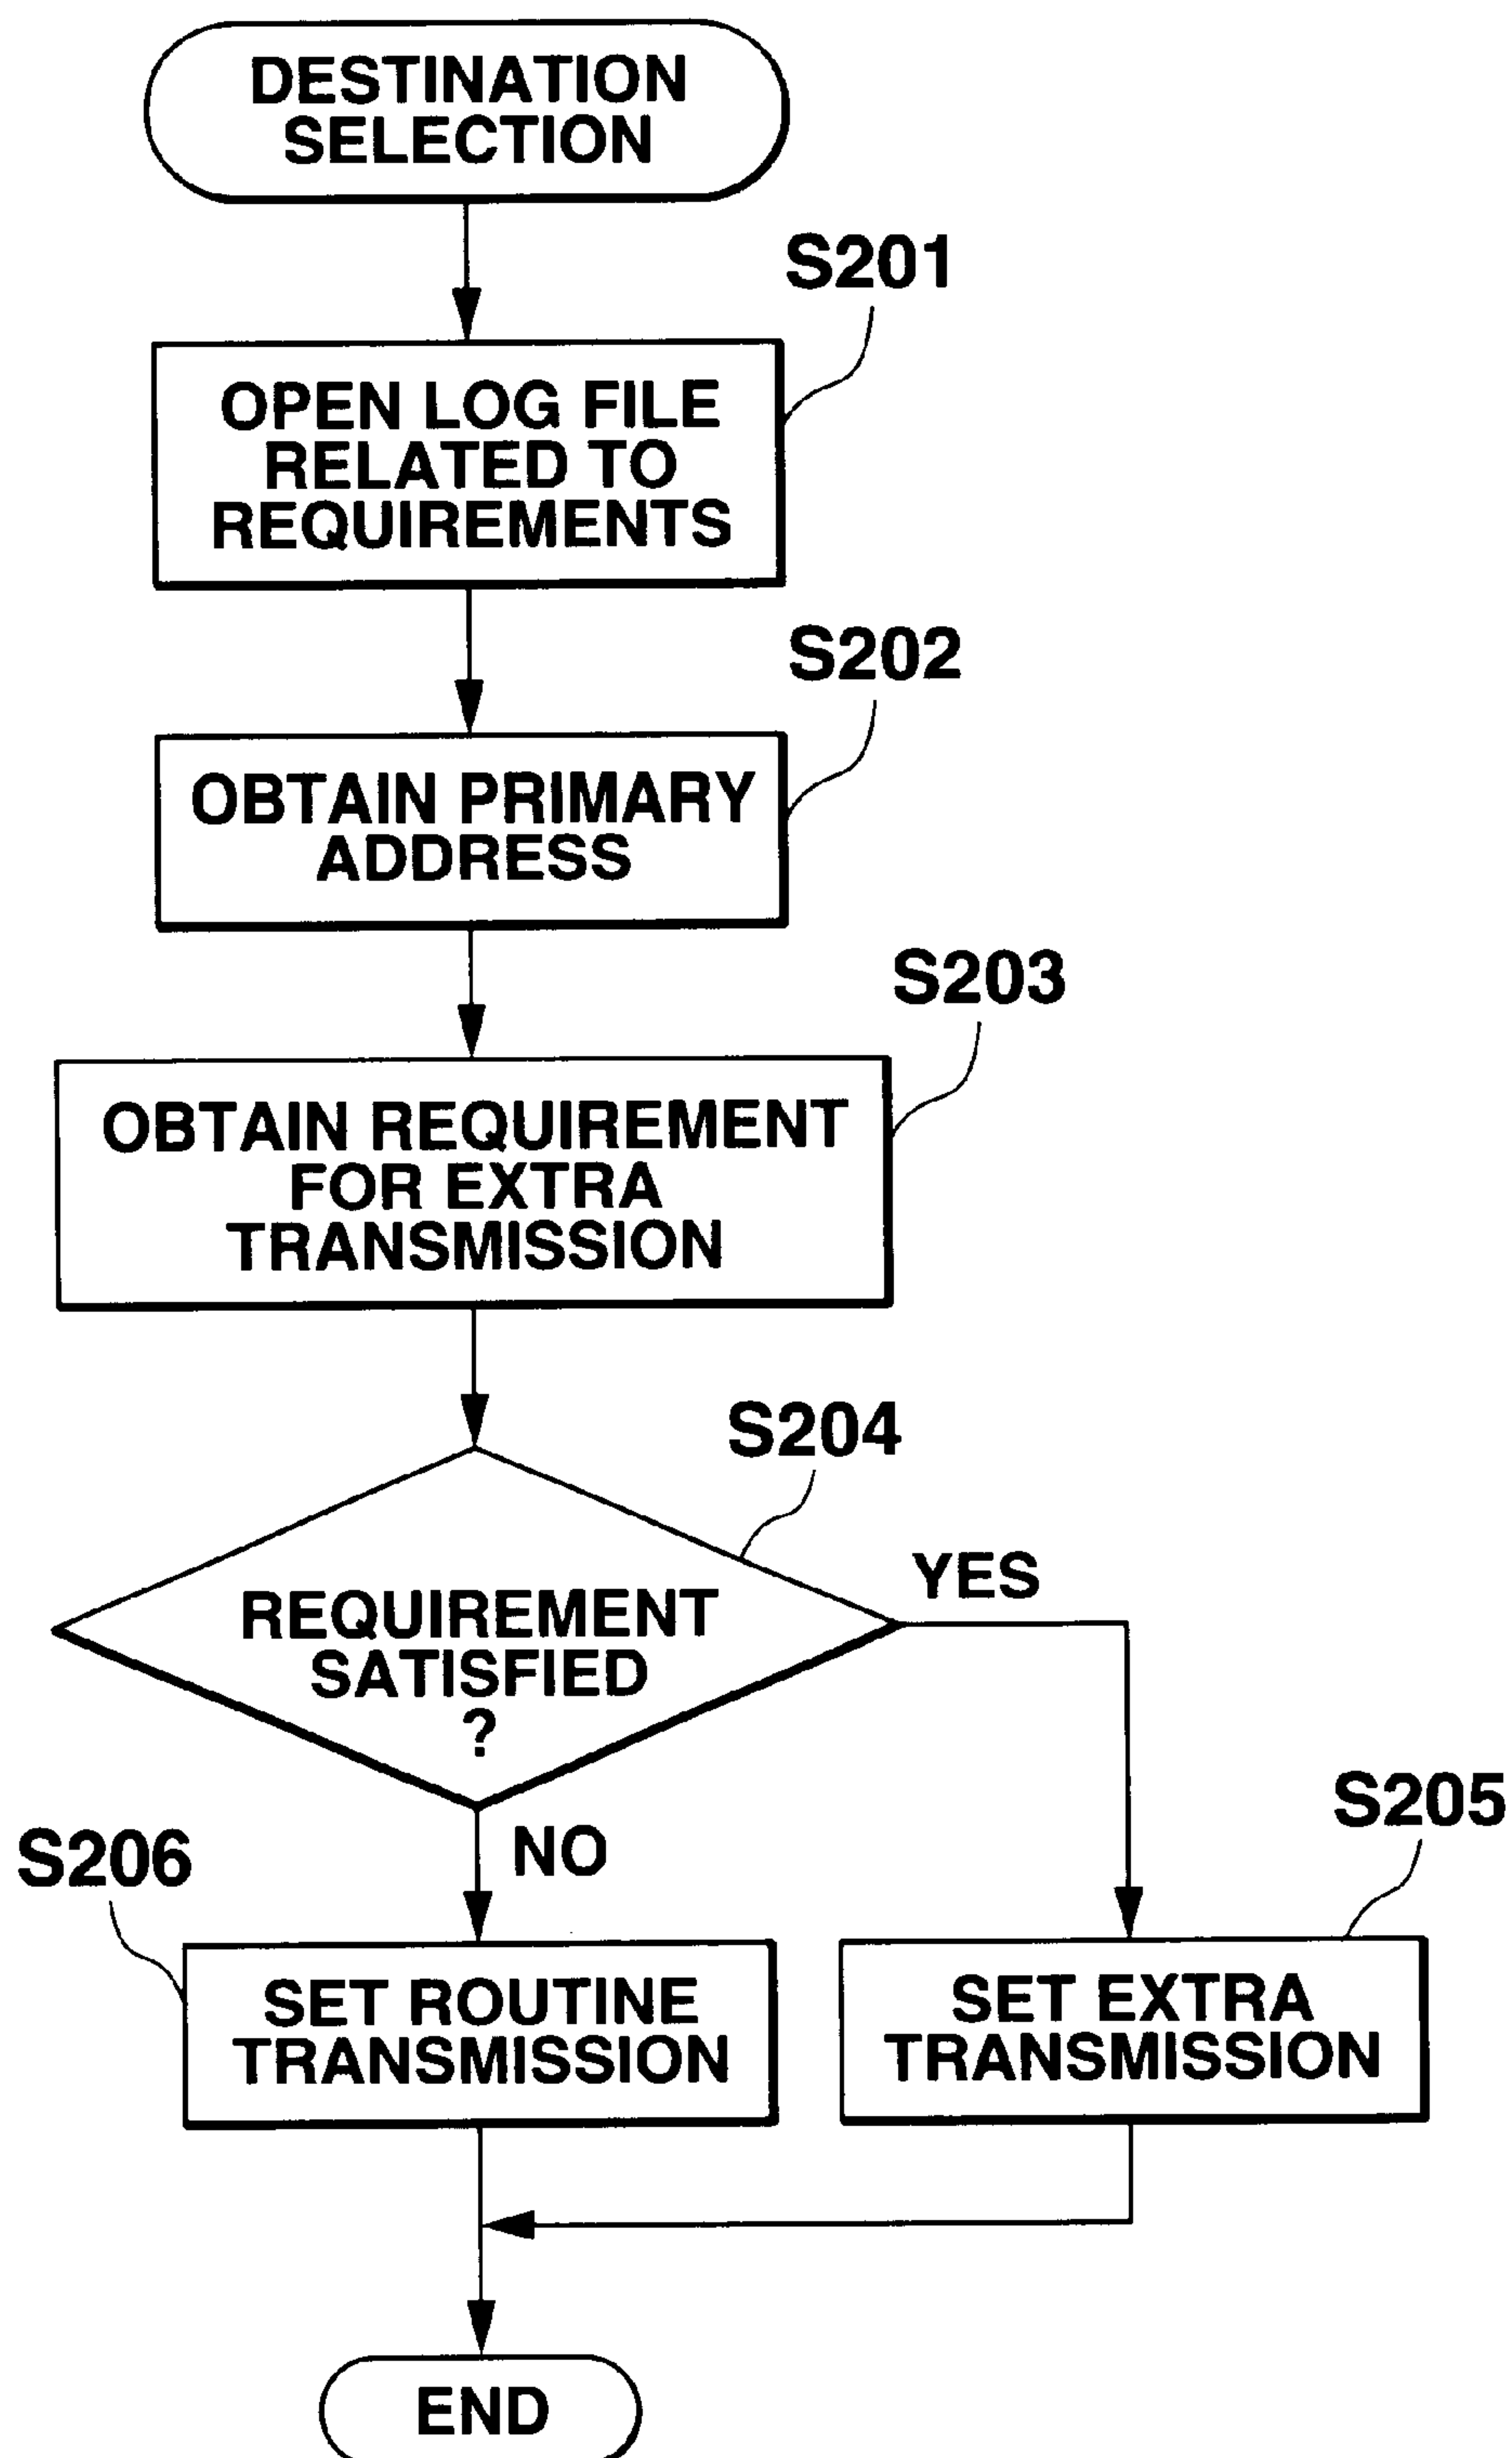 DESTINATION
SELECTION
S201
OPEN LOG FILE
RELATED TO
REQUIREMENTS
S202
OBTAIN PRIMARY
ADDRESS
S203
OBTAIN REQUIREMENT
FOR EXTRA
TRANSMISSION
S204
REQUIREMENT
SATISFIED
?
YES
NO
S206
SET ROUTINE
TRANSMISSION
S205
SET EXTRA
TRANSMISSION
END